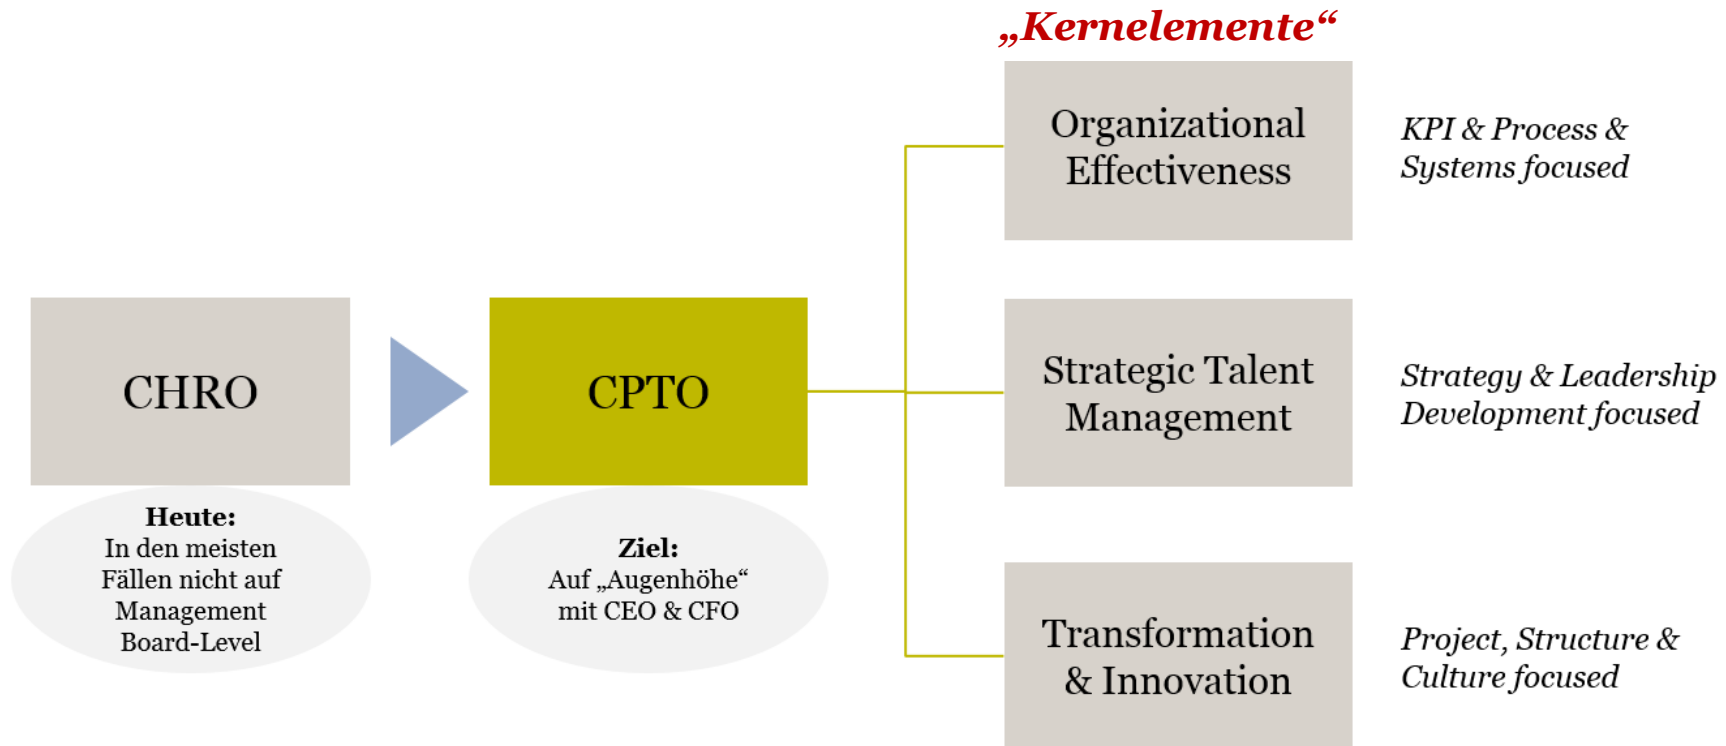 „Kernelemente“
Organizational
Effectiveness
KPI & Process &
Systems focused
CHRO
CPTO
Strategic Talent
Management
Strategy & Leadership
Development focused
Heute:
In den meisten
Fällen nicht auf
Management
Board-Level
Ziel:
Auf „Augenhöhe“
mit CEO & CFO
Transformation
& Innovation
Project, Structure &
Culture focused